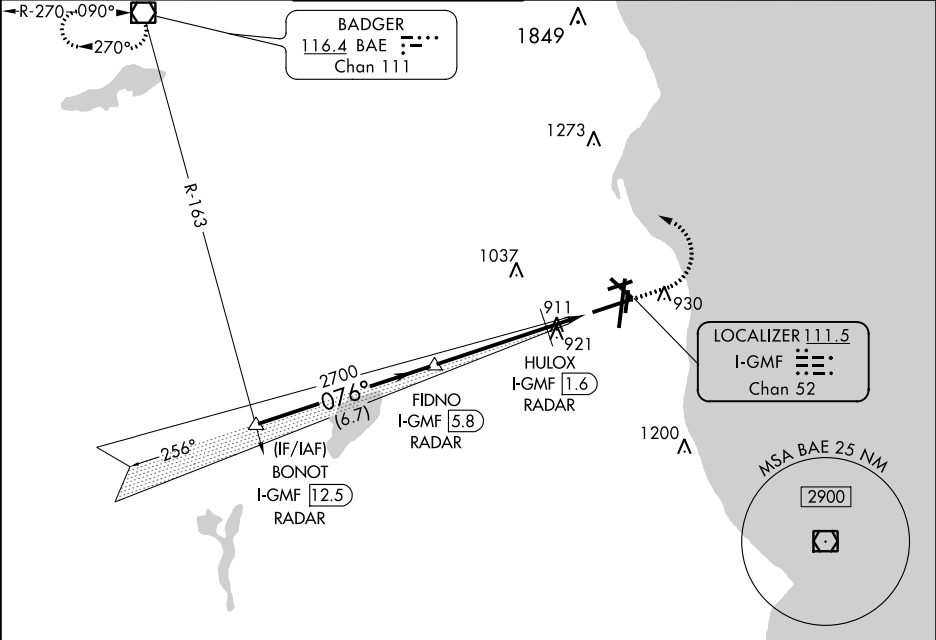 R-270
090°
270°
BADGER
116.4 BAE
Chan 111
1849
1273
R-163
1037
911
930
921
LOCALIZER 111.5
I-GMF
Chan 52
HULOX
I-GMF 1.6
RADAR
2700
076°
(6.7)
FIDNO
I-GMF 5.8
RADAR
256°
(IF/IAF)
BONOT
I-GMF 12.5
RADAR
1200
MSA BAE 25 NM
2900